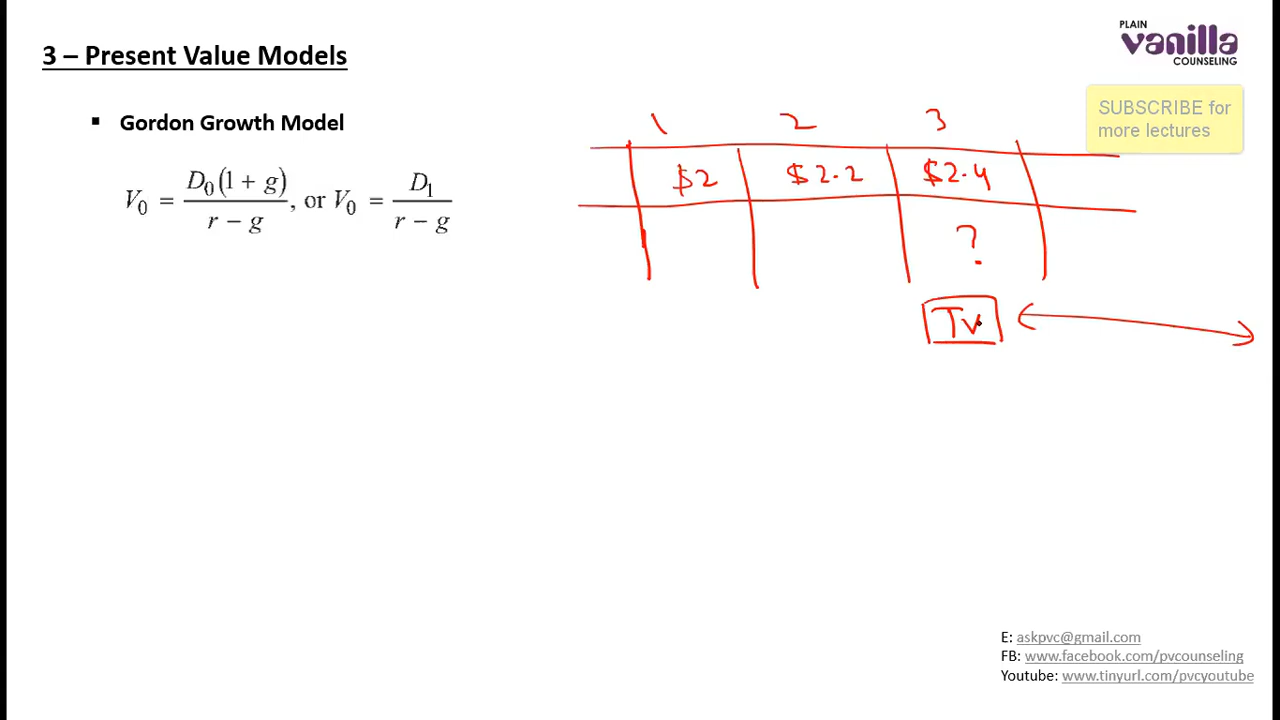 3 – Present Value Models
PLAIN
vanilla
COUNSELING
SUBSCRIBE for
more lectures
▪ Gordon Growth Model
V₀ = D₀(1 + g) / (r − g), or V₀ = D₁ / (r − g)
1 2 3
$2 $2.2 $2.4
?
TV
E: askpvc@gmail.com
FB: www.facebook.com/pvcounseling
Youtube: www.tinyurl.com/pvcyoutube